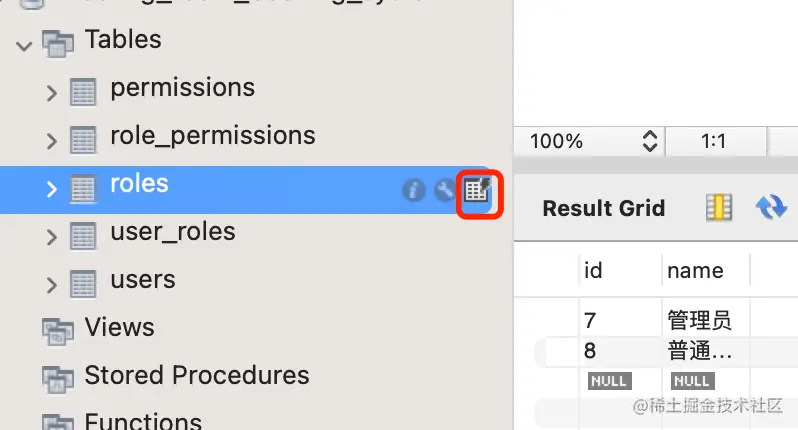 Tables
permissions
role_permissions
roles
user_roles
users
Views
Stored Procedures
Functions
100%
1:1
Result Grid
id name
7 管理员
8 普通...
NULL NULL
@稀土掘金技术社区